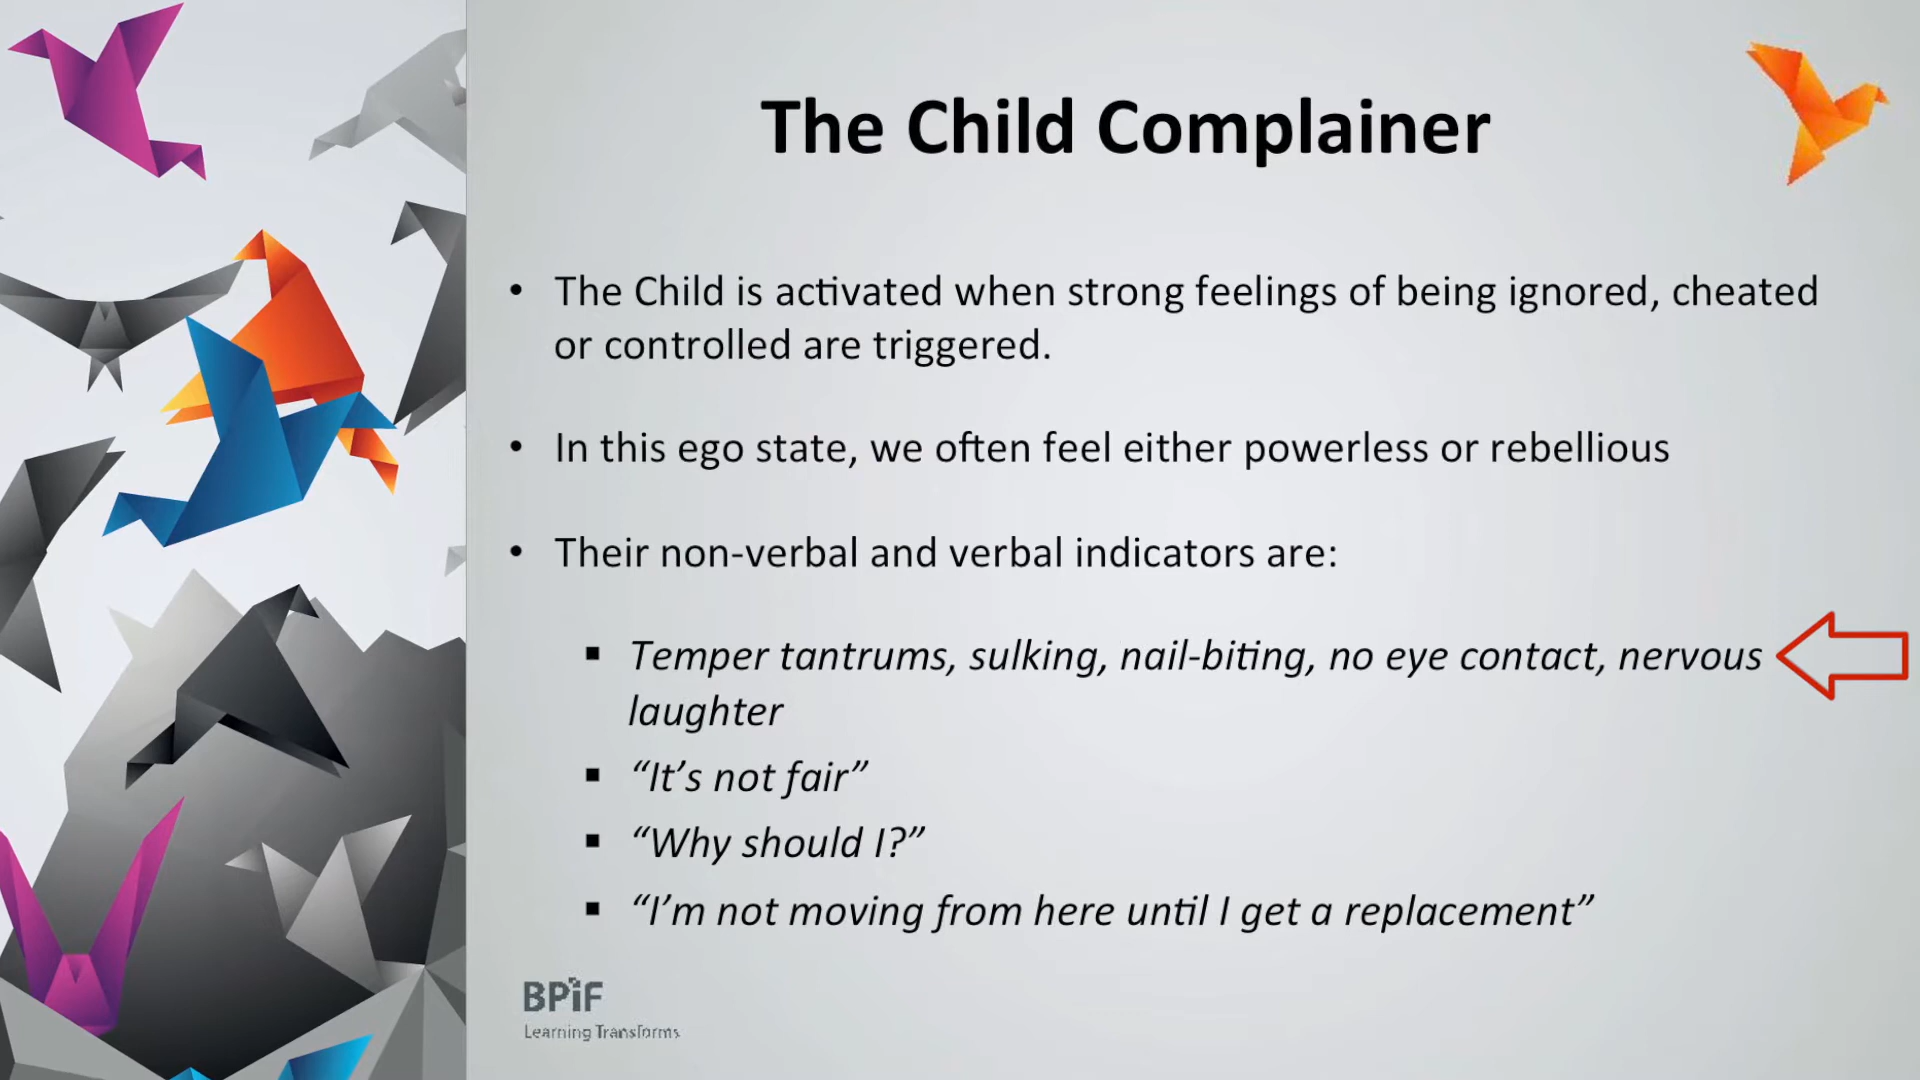 The Child Complainer
• The Child is activated when strong feelings of being ignored, cheated
or controlled are triggered.
• In this ego state, we often feel either powerless or rebellious
• Their non-verbal and verbal indicators are:
▪ Temper tantrums, sulking, nail-biting, no eye contact, nervous
laughter
▪ “It’s not fair”
▪ “Why should I?”
▪ “I’m not moving from here until I get a replacement”
BPiF
Learning Transforms